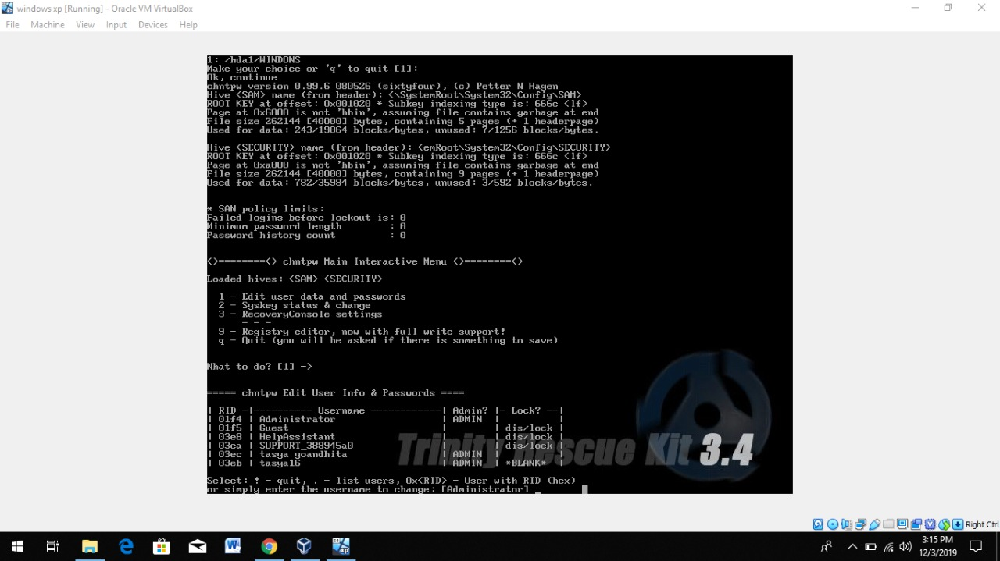 windows xp [Running] - Oracle VM VirtualBox
File Machine View Input Devices Help
1: /hda1/WINDOWS
Make your choice or 'q' to quit [1]:
Ok, continue
chntpw version 0.99.6 080526 (sixtyfour), (c) Petter N Hagen
Hive <SAM> name (from header): <\SystemRoot\System32\Config\SAM>
ROOT KEY at offset: 0x001020 * Subkey indexing type is: 666c <lf>
Page at 0x6000 is not 'hbin', assuming file contains garbage at end
File size 262144 [40000] bytes, containing 5 pages (+ 1 headerpage)
Used for data: 243/19064 blocks/bytes, unused: 7/1256 blocks/bytes.
Hive <SECURITY> name (from header): <emRoot\System32\Config\SECURITY>
ROOT KEY at offset: 0x001020 * Subkey indexing type is: 666c <lf>
Page at 0xa000 is not 'hbin', assuming file contains garbage at end
File size 262144 [40000] bytes, containing 9 pages (+ 1 headerpage)
Used for data: 782/35984 blocks/bytes, unused: 3/592 blocks/bytes.
* SAM policy limits:
Failed logins before lockout is: 0
Minimum password length : 0
Password history count : 0
<>========<> chntpw Main Interactive Menu <>========<>
Loaded hives: <SAM> <SECURITY>
1 - Edit user data and passwords
2 - Syskey status & change
3 - RecoveryConsole settings
- - -
9 - Registry editor, now with full write support!
q - Quit (you will be asked if there is something to save)
What to do? [1] ->
===== chntpw Edit User Info & Passwords ====
| RID -|---------- Username ------------| Admin? |- Lock? --|
| 01f4 | Administrator | ADMIN | |
| 01f5 | Guest | | dis/lock |
| 03e8 | HelpAssistant | | dis/lock |
| 03ea | SUPPORT_388945a0 | | dis/lock |
| 03ec | tasya yoandhita | ADMIN | |
| 03eb | tasya16 | ADMIN | *BLANK* |
Trinity Rescue Kit 3.4
Select: ! - quit, . - list users, 0x<RID> - User with RID (hex)
or simply enter the username to change: [Administrator] _
Right Ctrl
3:15 PM
12/3/2019